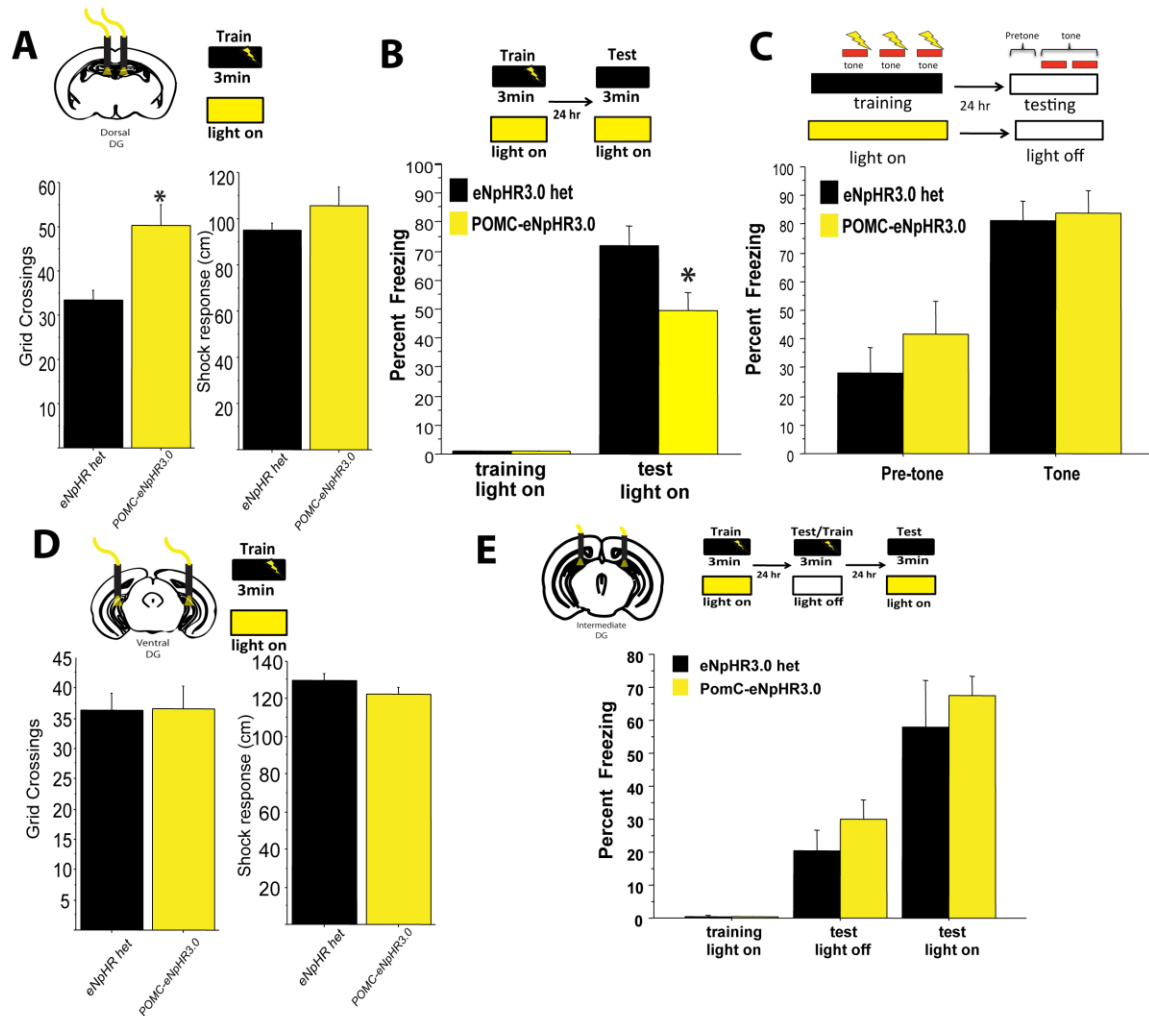 A
Dorsal
DG
Train
3min
light on
Grid Crossings
60
50
40
30
20
10
*
eNpHR het
POMC-eNpHR3.0
Shock response (cm)
120
100
80
60
40
20
0
eNpHR het
POMC-eNpHR3.0
B
Train
Test
3min
3min
24 hr
light on
light on
eNpHR3.0 het
POMC-eNpHR3.0
Percent Freezing
90
80
70
60
50
40
30
20
10
0
*
training
light on
test
light on
C
tone
tone
tone
Pretone
tone
training
24 hr
testing
light on
light off
eNpHR3.0 het
POMC-eNpHR3.0
Percent Freezing
90
80
70
60
50
40
30
20
10
0
Pre-tone
Tone
D
Ventral
DG
Train
3min
light on
Grid Crossings
45
40
35
30
25
20
15
10
5
eNpHR het
POMC-eNpHR3.0
Shock response (cm)
140
120
100
80
60
40
20
eNpHR het
POMC-eNpHR3.0
E
Intermediate
DG
Train
Test/Train
Test
3min
3min
3min
24 hr
24 hr
light on
light off
light on
eNpHR3.0 het
PomC-eNpHR3.0
Percent Freezing
80
70
60
50
40
30
20
10
0
training
light on
test
light off
test
light on